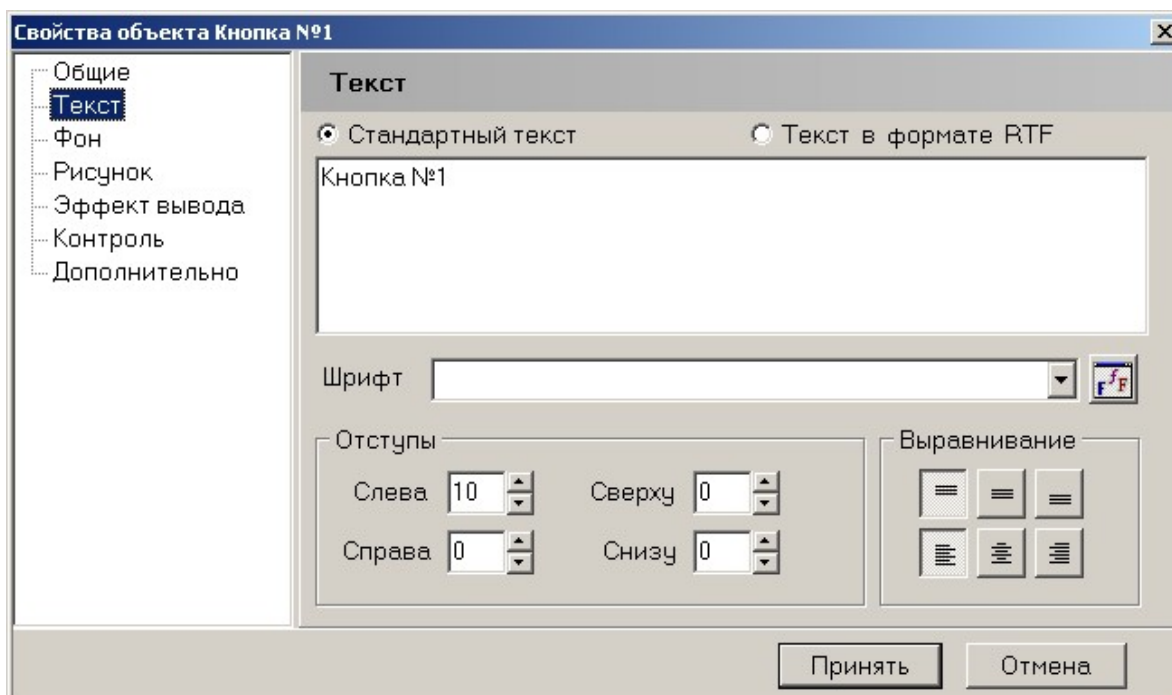 Свойства объекта Кнопка №1
Общие
Текст
Фон
Рисунок
Эффект вывода
Контроль
Дополнительно
Текст
Стандартный текст
Текст в формате RTF
Кнопка №1
Шрифт
F f F
Отступы
Слева 10 Сверху 0
Справа 0 Снизу 0
Выравнивание
Принять Отмена